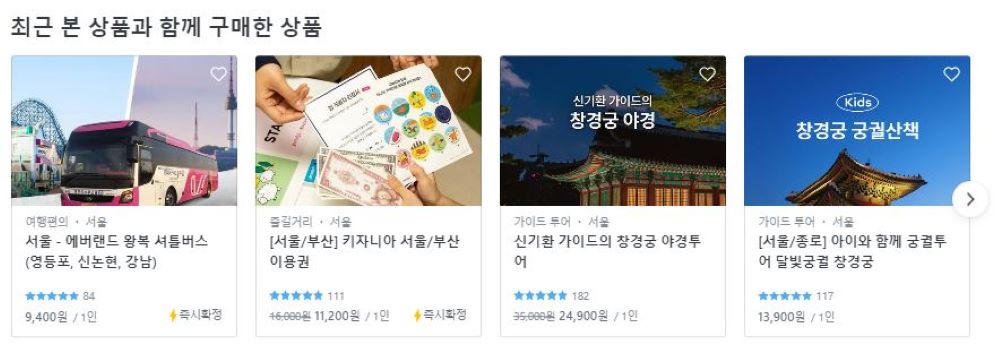 최근 본 상품과 함께 구매한 상품
여행편의 · 서울
서울 - 에버랜드 왕복 셔틀버스
(영등포, 신논현, 강남)
84
9,400원 / 1인
즉시확정
STA
즐길거리 · 서울
[서울/부산] 키자니아 서울/부산
이용권
111
16,000원 11,200원 / 1인
즉시확정
신기환 가이드의
창경궁 야경
가이드 투어 · 서울
신기환 가이드의 창경궁 야경투
어
182
35,000원 24,900원 / 1인
Kids
창경궁 궁궐산책
가이드 투어 · 서울
[서울/종로] 아이와 함께 궁궐투
어 달빛궁궐 창경궁
117
13,900원 / 1인